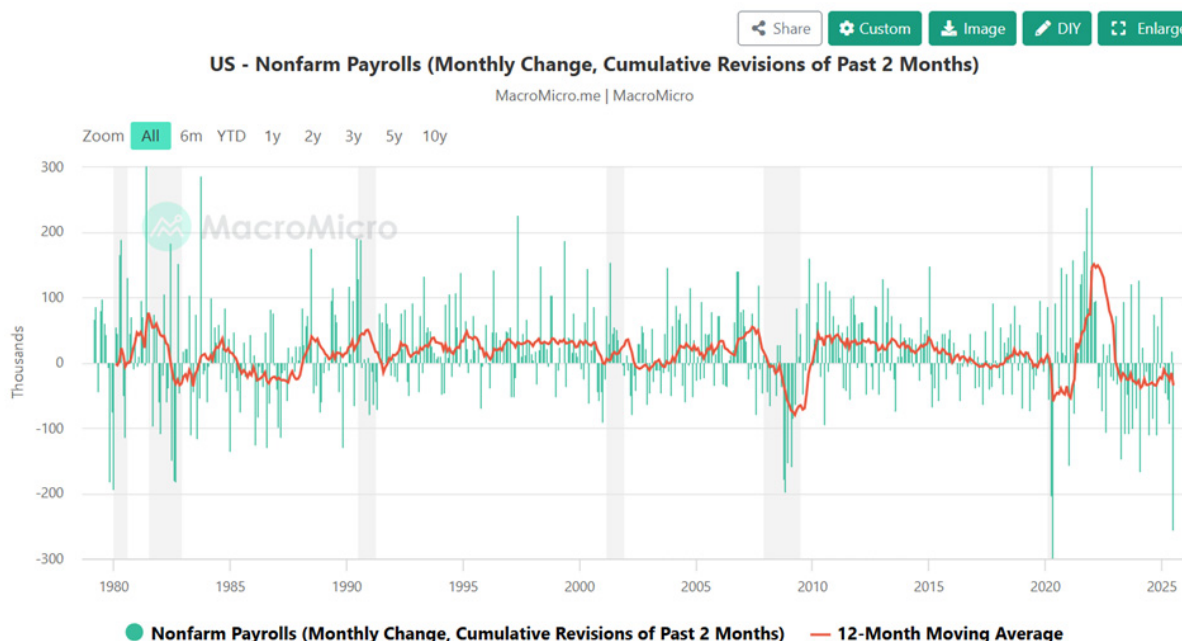 Share Custom Image DIY Enlarge
US - Nonfarm Payrolls (Monthly Change, Cumulative Revisions of Past 2 Months)
MacroMicro.me | MacroMicro
Zoom All 6m YTD 1y 2y 3y 5y 10y
300
MacroMicro
200
100
Thousands
0
-100
-200
-300
1980 1985 1990 1995 2000 2005 2010 2015 2020 2025
Nonfarm Payrolls (Monthly Change, Cumulative Revisions of Past 2 Months) 12-Month Moving Average